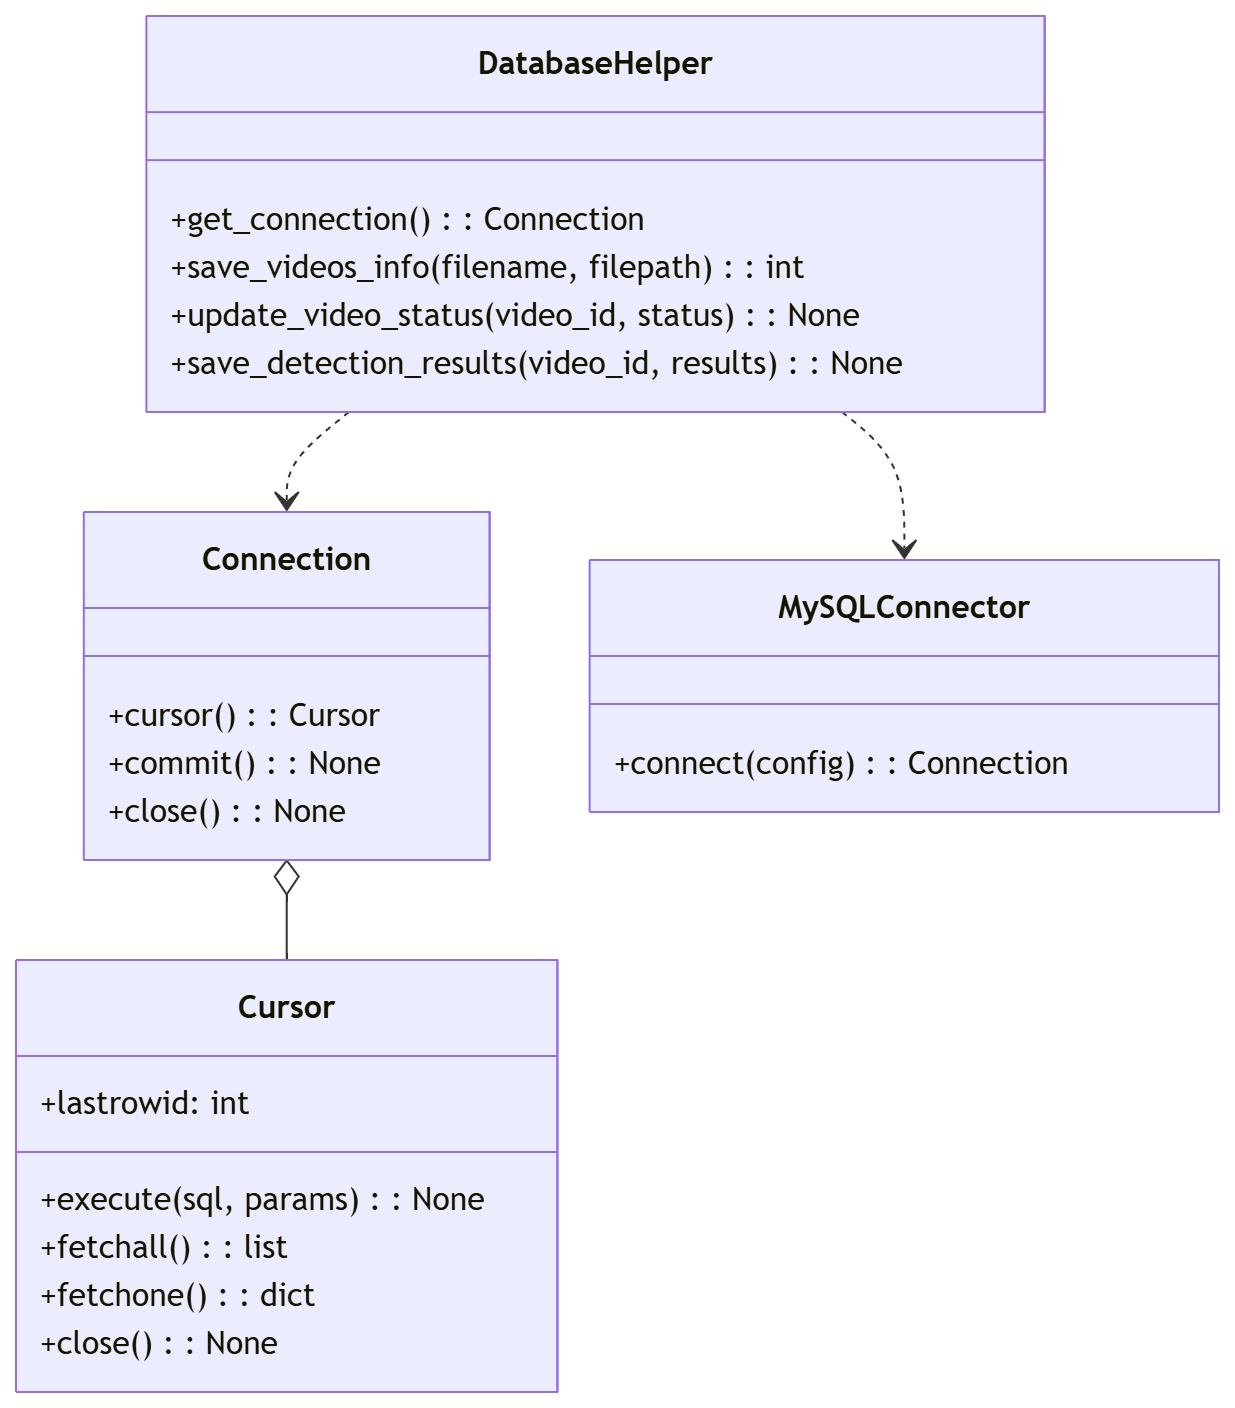 DatabaseHelper
+get_connection() : : Connection
+save_videos_info(filename, filepath) : : int
+update_video_status(video_id, status) : : None
+save_detection_results(video_id, results) : : None
Connection
+cursor() : : Cursor
+commit() : : None
+close() : : None
MySQLConnector
+connect(config) : : Connection
Cursor
+lastrowid: int
+execute(sql, params) : : None
+fetchall() : : list
+fetchone() : : dict
+close() : : None